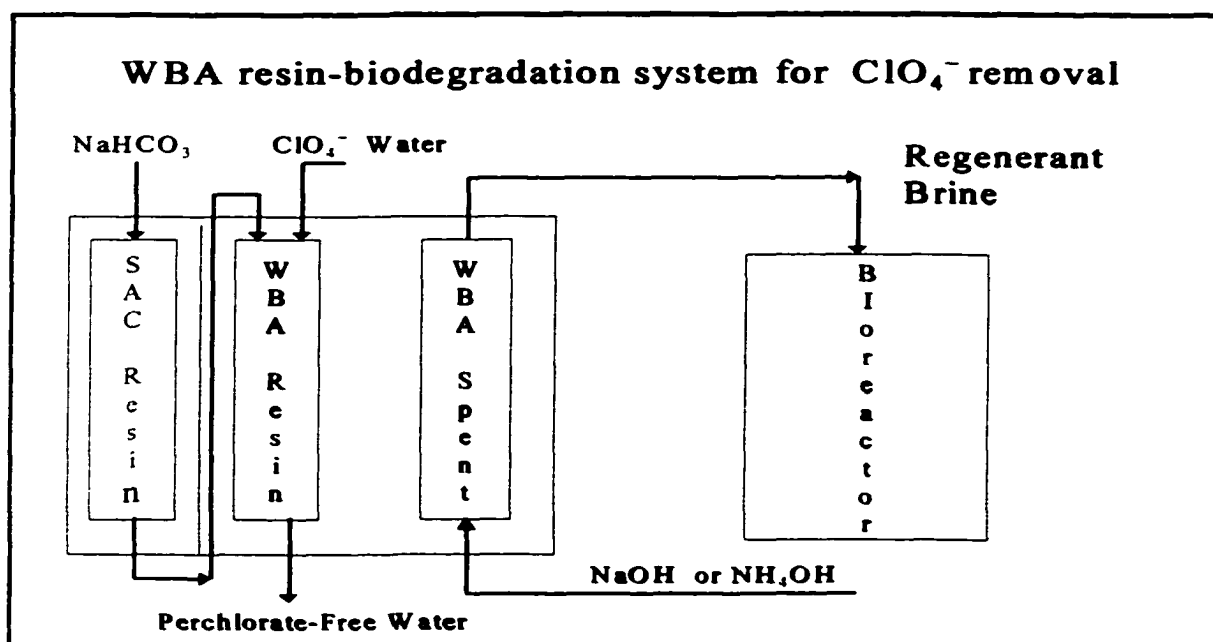 WBA resin-biodegradation system for ClO₄⁻ removal
NaHCO₃
ClO₄⁻ Water
Regenerant
Brine
SAC Resin
WBA Resin
WBA Spent
BIoreactor
NaOH or NH₄OH
Perchlorate-Free Water